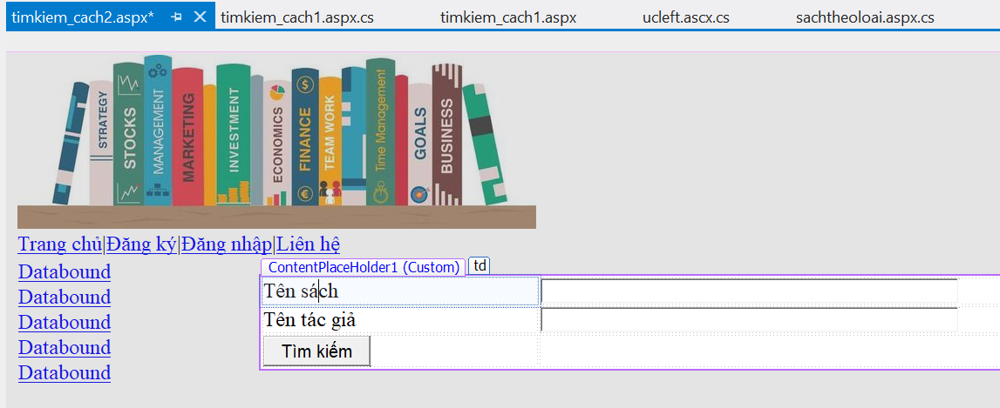 timkiem_cach2.aspx* timkiem_cach1.aspx.cs timkiem_cach1.aspx ucleft.ascx.cs sachtheoloai.aspx.cs
STRATEGY
STOCKS
MANAGEMENT
MARKETING
INVESTMENT
ECONOMICS
FINANCE
TEAM WORK
Time Management
GOALS
BUSINESS
Trang chủ|Đăng ký|Đăng nhập|Liên hệ
ContentPlaceHolder1 (Custom) td
Databound
Tên sách
Databound
Tên tác giả
Databound
Tìm kiếm
Databound
Databound